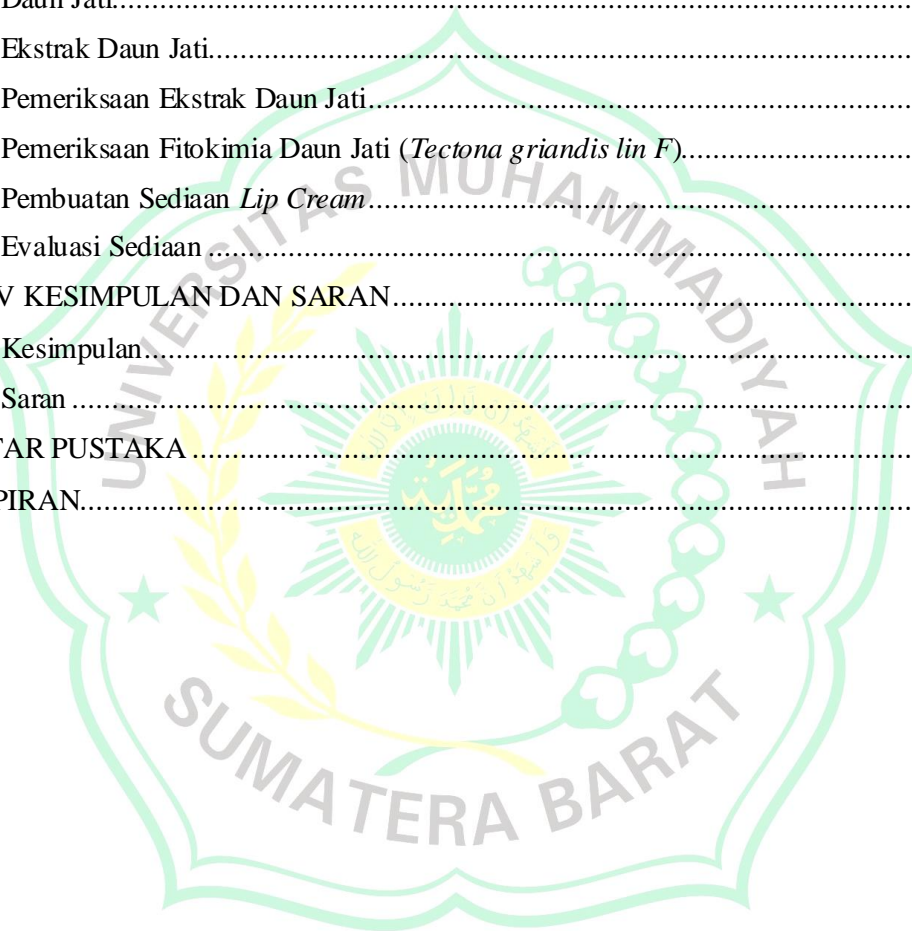 Daun Jati
Ekstrak Daun Jati
Pemeriksaan Ekstrak Daun Jati
Pemeriksaan Fitokimia Daun Jati (Tectona griandis lin F)
Pembuatan Sediaan Lip Cream
Evaluasi Sediaan
V KESIMPULAN DAN SARAN
Kesimpulan
Saran
TAR PUSTAKA
PIRAN
UNIVERSITAS MUHAMMADIYAH
SUMATERA BARAT